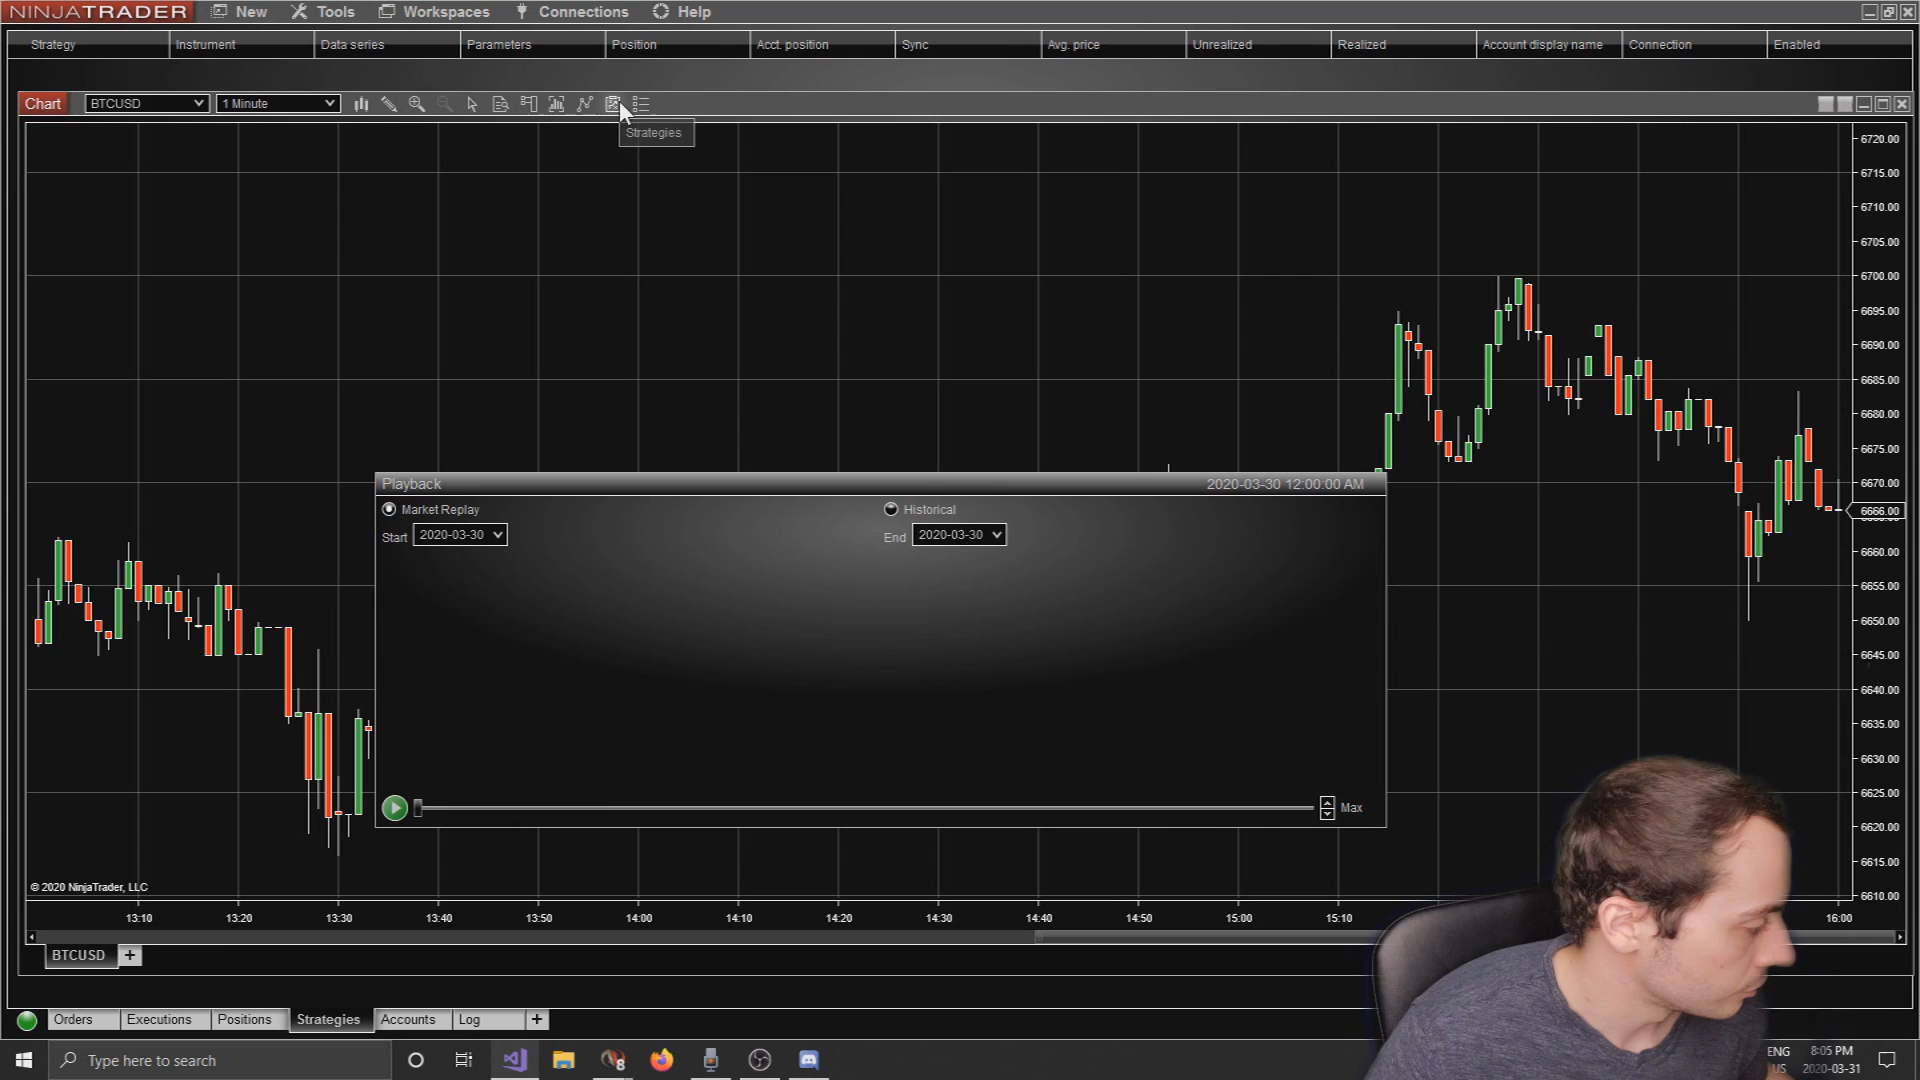 NINJATRADER New Tools Workspaces Connections Help
Strategy Instrument Data series Parameters Position Acct. position Sync Avg. price Unrealized Realized Account display name Connection Enabled
Chart BTCUSD 1 Minute
Strategies
6720.00
6715.00
6710.00
6705.00
6700.00
6695.00
6690.00
6685.00
6680.00
6675.00
6670.00
6666.00
6660.00
6655.00
6650.00
6645.00
6640.00
6635.00
6630.00
6625.00
6620.00
6615.00
6610.00
Playback 2020-03-30 12:00:00 AM
Market Replay Historical
Start 2020-03-30 End 2020-03-30
Max
© 2020 NinjaTrader, LLC
13:10 13:20 13:30 13:40 13:50 14:00 14:10 14:20 14:30 14:40 14:50 15:00 15:10 16:00
BTCUSD +
Orders Executions Positions Strategies Accounts Log +
Type here to search
8
ENG 8:05 PM
US 2020-03-31